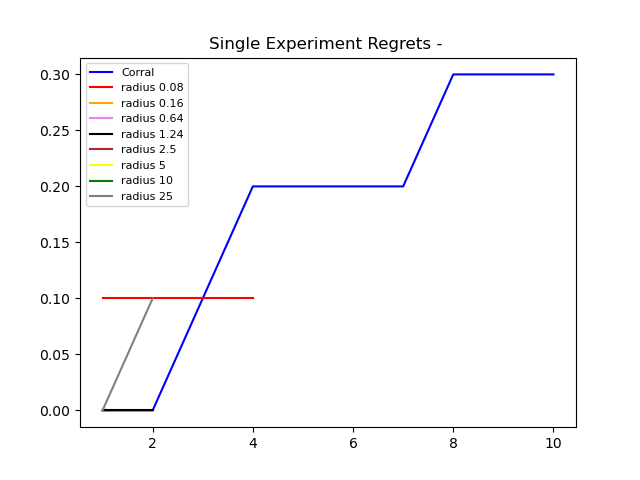 Single Experiment Regrets -
Corral
radius 0.08
radius 0.16
radius 0.64
radius 1.24
radius 2.5
radius 5
radius 10
radius 25
0.30
0.25
0.20
0.15
0.10
0.05
0.00
2 4 6 8 10